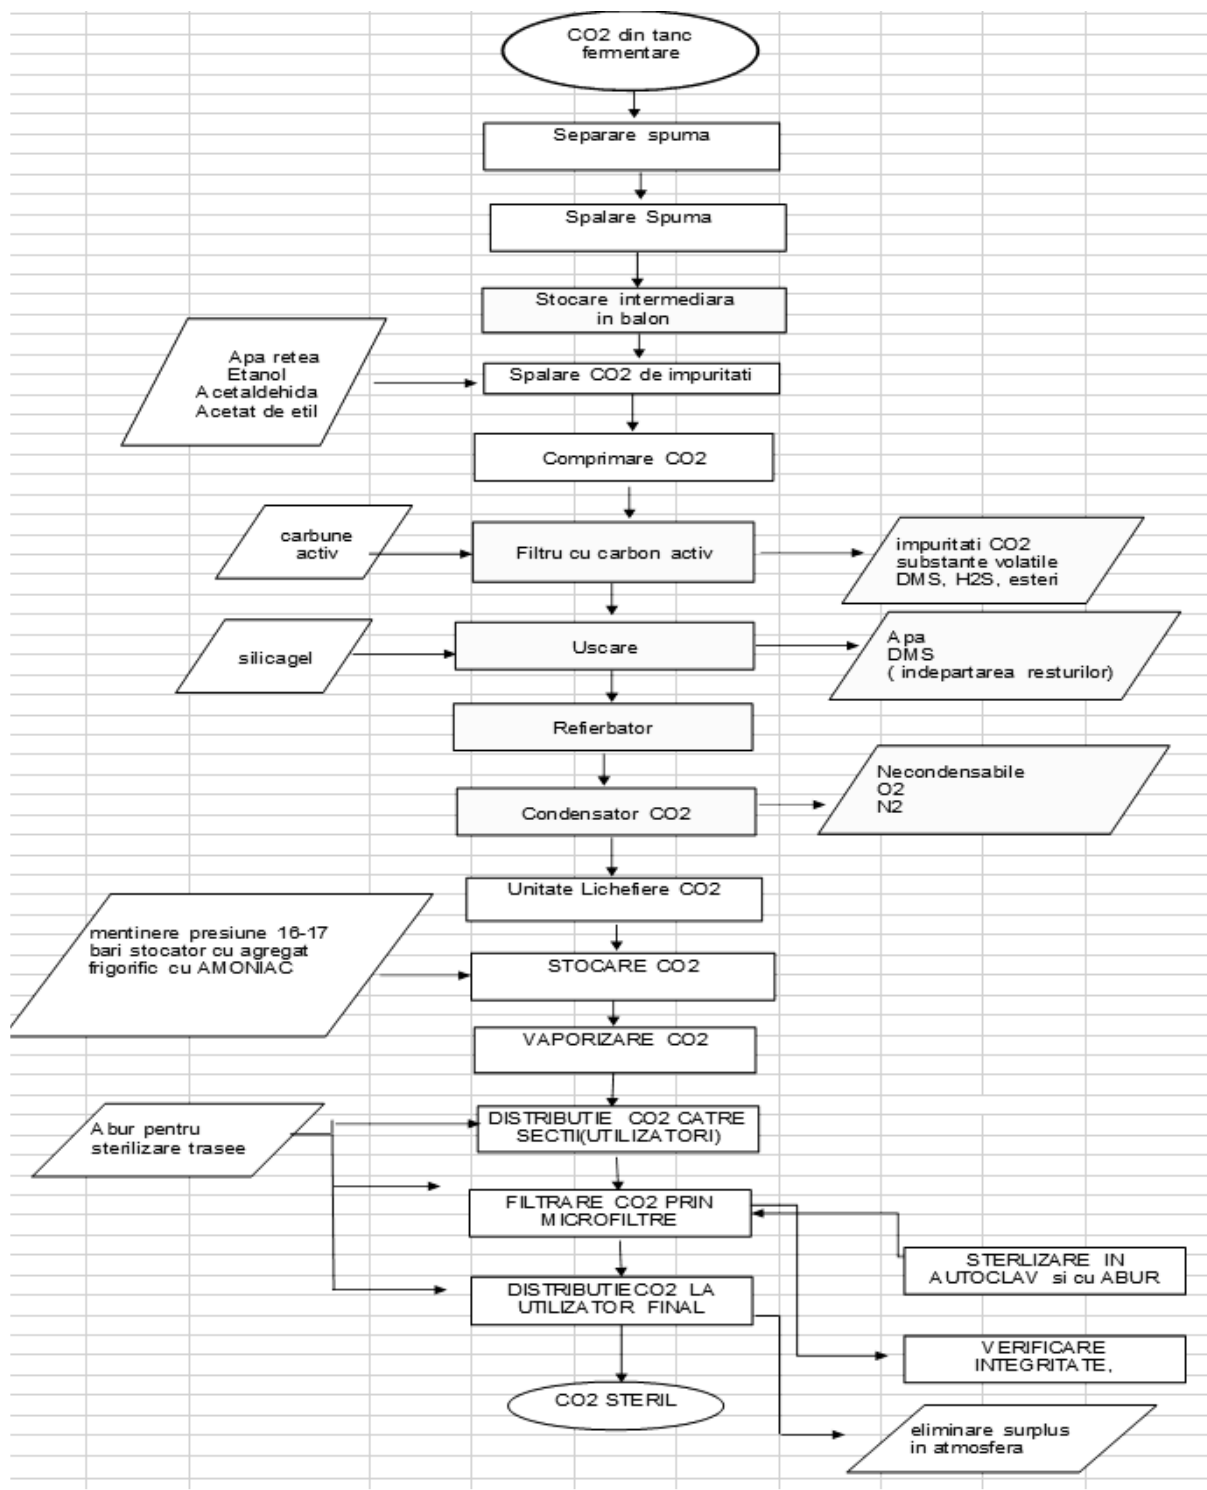 CO2 din tanc
fermentare
Separare spuma
Spalare Spuma
Stocare intermediara
in balon
Apa retea
Etanol
Acetaldehida
Acetat de etil
Spalare CO2 de impuritati
Comprimare CO2
carbune
activ
Filtru cu carbon activ
impuritati CO2
substante volatile
DMS, H2S, esteri
silicagel
Uscare
Apa
DMS
( indepartarea resturilor)
Refierbator
Necondensabile
O2
N2
Condensator CO2
Unitate Lichefiere CO2
mentinere presiune 16-17
bari stocator cu agregat
frigorific cu AMONIAC
STOCARE CO2
VAPORIZARE CO2
Abur pentru
sterilizare trasee
DISTRIBUTIE CO2 CATRE
SECTII(UTILIZATORI)
FILTRARE CO2 PRIN
MICROFILTRE
STERLIZARE IN
AUTOCLAV si cu ABUR
DISTRIBUTIE CO2 LA
UTILIZATOR FINAL
VERIFICARE
INTEGRITATE,
CO2 STERIL
eliminare surplus
in atmosfera